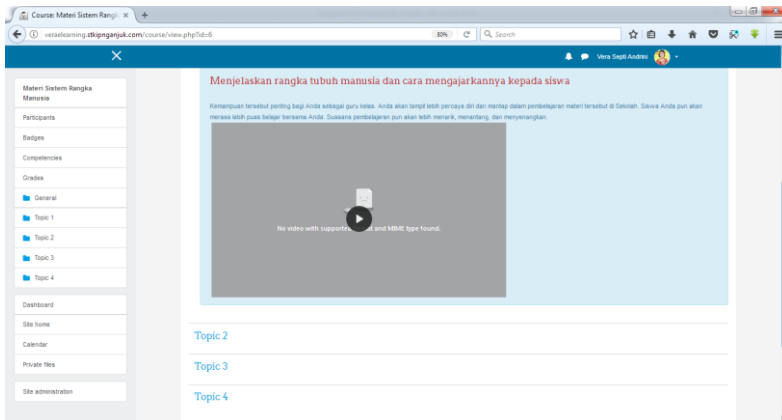 Course: Materi Sistem Rangk
veraelearning.stkipnganjuk.com/course/view.php?id=6
80%
Search
Vera Septi Andrini
Materi Sistem Rangka
Manusia
Participants
Badges
Competencies
Grades
General
Topic 1
Topic 2
Topic 3
Topic 4
Dashboard
Site home
Calendar
Private files
Site administration
Menjelaskan rangka tubuh manusia dan cara mengajarkannya kepada siswa
Kemampuan tersebut penting bagi Anda sebagai guru kelas. Anda akan tampil lebih percaya diri dan mantap dalam pembelajaran materi tersebut di Sekolah. Siswa Anda pun akan
merasa lebih puas belajar bersama Anda. Suasana pembelajaran pun akan lebih menarik, menantang, dan menyenangkan.
No video with supported and MIME type found.
Topic 2
Topic 3
Topic 4